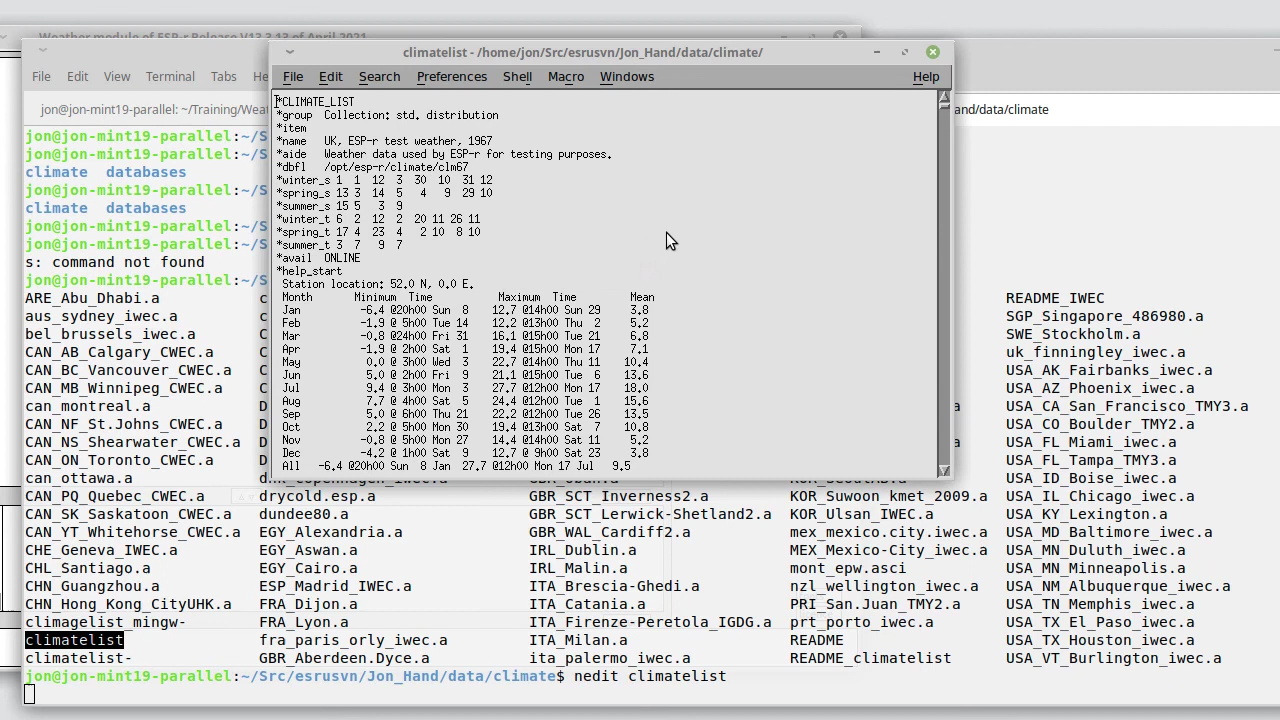 Weather module of ESP-r Release V13.3.13 of April 2021
climatelist - /home/jon/Src/esrusvn/Jon_Hand/data/climate/
File Edit View Terminal Tabs
File Edit Search Preferences Shell Macro Windows Help
jon@jon-mint19-parallel: ~/Training/Wea
nd/data/climate
*CLIMATE_LIST
*group Collection: std. distribution
*item
*name UK, ESP-r test weather, 1967
*aide Weather data used by ESP-r for testing purposes.
*dbfl /opt/esp-r/climate/clm67
*winter_s 1 1 12 3 30 10 31 12
*spring_s 13 3 14 5 4 9 29 10
*summer_s 15 5 3 9
*winter_t 6 2 12 2 20 11 26 11
*spring_t 17 4 23 4 2 10 8 10
*summer_t 3 7 9 7
*avail ONLINE
*help_start
Station location: 52.0 N, 0.0 E.
Month Minimum Time Maximum Time Mean
Jan -6.4 @20h00 Sun 8 12.7 @14h00 Sun 29 3.8
Feb -1.9 @ 5h00 Tue 14 12.2 @13h00 Thu 2 5.2
Mar -0.8 @24h00 Fri 31 16.1 @15h00 Tue 21 6.8
Apr -1.9 @ 2h00 Sat 1 19.4 @15h00 Mon 17 7.1
May 0.0 @ 3h00 Wed 3 22.7 @14h00 Thu 11 10.4
Jun 5.0 @ 2h00 Fri 9 21.1 @15h00 Tue 6 13.6
Jul 9.4 @ 3h00 Mon 3 27.7 @12h00 Mon 17 18.0
Aug 7.7 @ 4h00 Sat 5 24.4 @12h00 Tue 1 15.6
Sep 5.0 @ 6h00 Thu 21 22.2 @12h00 Tue 26 13.5
Oct 2.2 @ 5h00 Mon 30 19.4 @13h00 Sat 7 10.8
Nov -0.8 @ 5h00 Mon 27 14.4 @14h00 Sat 11 5.2
Dec -4.2 @ 1h00 Sat 9 12.7 @ 9h00 Sat 23 3.8
All -6.4 @20h00 Sun 8 Jan 27.7 @12h00 Mon 17 Jul 9.5
jon@jon-mint19-parallel:~/S
jon@jon-mint19-parallel:~/S
climate databases
jon@jon-mint19-parallel:~/S
climate databases
jon@jon-mint19-parallel:~/S
jon@jon-mint19-parallel:~/S
s: command not found
jon@jon-mint19-parallel:~/S
ARE_Abu_Dhabi.a c README_IWEC
aus_sydney_iwec.a SGP_Singapore_486980.a
bel_brussels_iwec.a SWE_Stockholm.a
CAN_AB_Calgary_CWEC.a uk_finningley_iwec.a
CAN_BC_Vancouver_CWEC.a USA_AK_Fairbanks_iwec.a
CAN_MB_Winnipeg_CWEC.a USA_AZ_Phoenix_iwec.a
can_montreal.a USA_CA_San_Francisco_TMY3.a
CAN_NF_St.Johns_CWEC.a USA_CO_Boulder_TMY2.a
CAN_NS_Shearwater_CWEC.a USA_FL_Miami_iwec.a
CAN_ON_Toronto_CWEC.a USA_FL_Tampa_TMY3.a
can_ottawa.a USA_ID_Boise_iwec.a
CAN_PQ_Quebec_CWEC.a drycold.esp.a GBR_SCT_Inverness2.a KOR_Suwoon_kmet_2009.a USA_IL_Chicago_iwec.a
CAN_SK_Saskatoon_CWEC.a dundee80.a GBR_SCT_Lerwick-Shetland2.a KOR_Ulsan_IWEC.a USA_KY_Lexington.a
CAN_YT_Whitehorse_CWEC.a EGY_Alexandria.a GBR_WAL_Cardiff2.a mex_mexico.city.iwec.a USA_MD_Baltimore_iwec.a
CHE_Geneva_IWEC.a EGY_Aswan.a IRL_Dublin.a MEX_Mexico-City_iwec.a USA_MN_Duluth_iwec.a
CHL_Santiago.a EGY_Cairo.a IRL_Malin.a mont_epw.asci USA_MN_Minneapolis.a
CHN_Guangzhou.a ESP_Madrid_IWEC.a ITA_Brescia-Ghedi.a nzl_wellington_iwec.a USA_NM_Albuquerque_iwec.a
CHN_Hong_Kong_CityUHK.a FRA_Dijon.a ITA_Catania.a PRI_San.Juan_TMY2.a USA_TN_Memphis_iwec.a
climagelist_mingw- FRA_Lyon.a ITA_Firenze-Peretola_IGDG.a prt_porto_iwec.a USA_TX_El_Paso_iwec.a
climatelist fra_paris_orly_iwec.a ITA_Milan.a README USA_TX_Houston_iwec.a
climatelist- GBR_Aberdeen.Dyce.a ita_palermo_iwec.a README_climatelist USA_VT_Burlington_iwec.a
jon@jon-mint19-parallel:~/Src/esrusvn/Jon_Hand/data/climate$ nedit climatelist